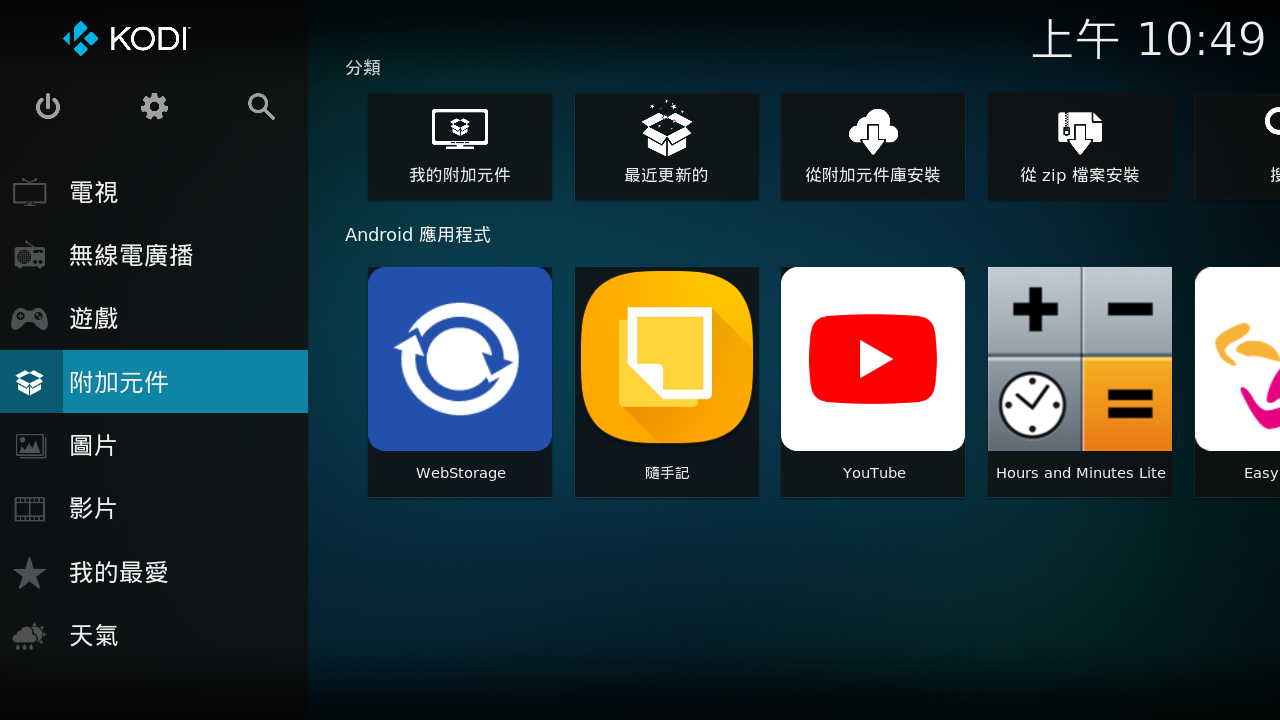 KODI
上午 10:49
電視
無線電廣播
遊戲
附加元件
圖片
影片
我的最愛
天氣
分類
我的附加元件
最近更新的
從附加元件庫安裝
從 zip 檔案安裝
Android 應用程式
WebStorage
隨手記
YouTube
Hours and Minutes Lite
Easy